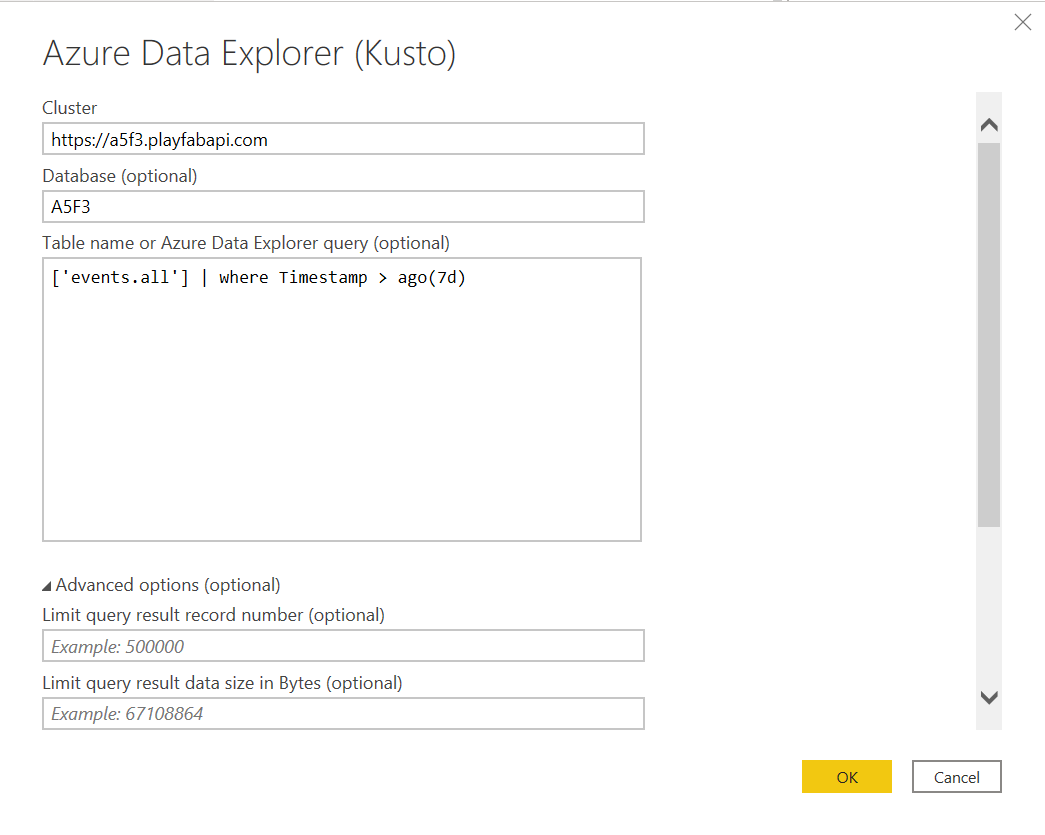 Azure Data Explorer (Kusto)
Cluster
https://a5f3.playfabapi.com
Database (optional)
A5F3
Table name or Azure Data Explorer query (optional)
['events.all'] | where Timestamp > ago(7d)
Advanced options (optional)
Limit query result record number (optional)
Example: 500000
Limit query result data size in Bytes (optional)
Example: 67108864
OK
Cancel